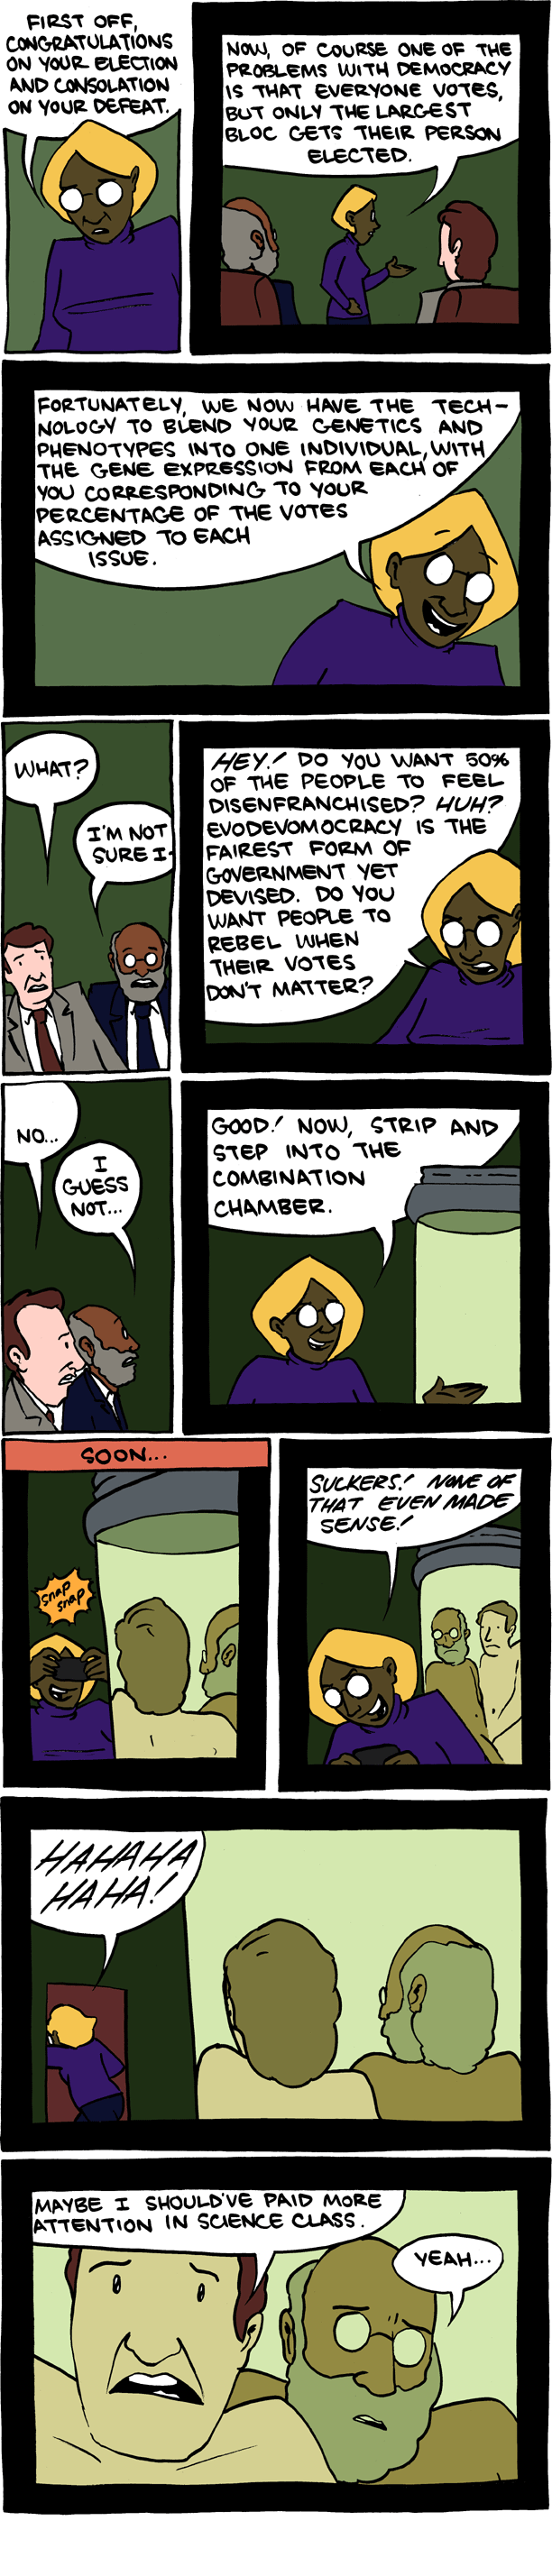 FIRST OFF,
CONGRATULATIONS
ON YOUR ELECTION
AND CONSOLATION
ON YOUR DEFEAT.
NOW, OF COURSE ONE OF THE
PROBLEMS WITH DEMOCRACY
IS THAT EVERYONE VOTES,
BUT ONLY THE LARGEST
BLOC GETS THEIR PERSON
ELECTED.
FORTUNATELY, WE NOW HAVE THE TECH-
NOLOGY TO BLEND YOUR GENETICS AND
PHENOTYPES INTO ONE INDIVIDUAL, WITH
THE GENE EXPRESSION FROM EACH OF
YOU CORRESPONDING TO YOUR
PERCENTAGE OF THE VOTES
ASSIGNED TO EACH
ISSUE.
WHAT?
I'M NOT
SURE I-
HEY! DO YOU WANT 50%
OF THE PEOPLE TO FEEL
DISENFRANCHISED? HUH?
EVODEVOMOCRACY IS THE
FAIREST FORM OF
GOVERNMENT YET
DEVISED. DO YOU
WANT PEOPLE TO
REBEL WHEN
THEIR VOTES
DON'T MATTER?
NO...
I
GUESS
NOT...
GOOD! NOW, STRIP AND
STEP INTO THE
COMBINATION
CHAMBER.
SOON...
SNAP
SNAP
SUCKERS! NONE OF
THAT EVEN MADE
SENSE!
HAHAHA
HAHA!
MAYBE I SHOULD'VE PAID MORE
ATTENTION IN SCIENCE CLASS.
YEAH...